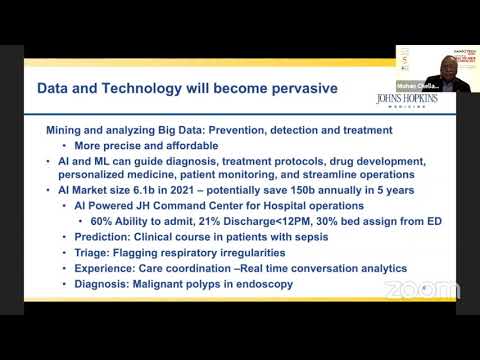 Data and Technology will become pervasive
JOHNS HOPKINS
MEDICINE
Mohan Chella...
Mining and analyzing Big Data: Prevention, detection and treatment
• More precise and affordable
• AI and ML can guide diagnosis, treatment protocols, drug development,
personalized medicine, patient monitoring, and streamline operations
• AI Market size 6.1b in 2021 – potentially save 150b annually in 5 years
• AI Powered JH Command Center for Hospital operations
• 60% Ability to admit, 21% Discharge<12PM, 30% bed assign from ED
• Prediction: Clinical course in patients with sepsis
• Triage: Flagging respiratory irregularities
• Experience: Care coordination –Real time conversation analytics
• Diagnosis: Malignant polyps in endoscopy
zoom